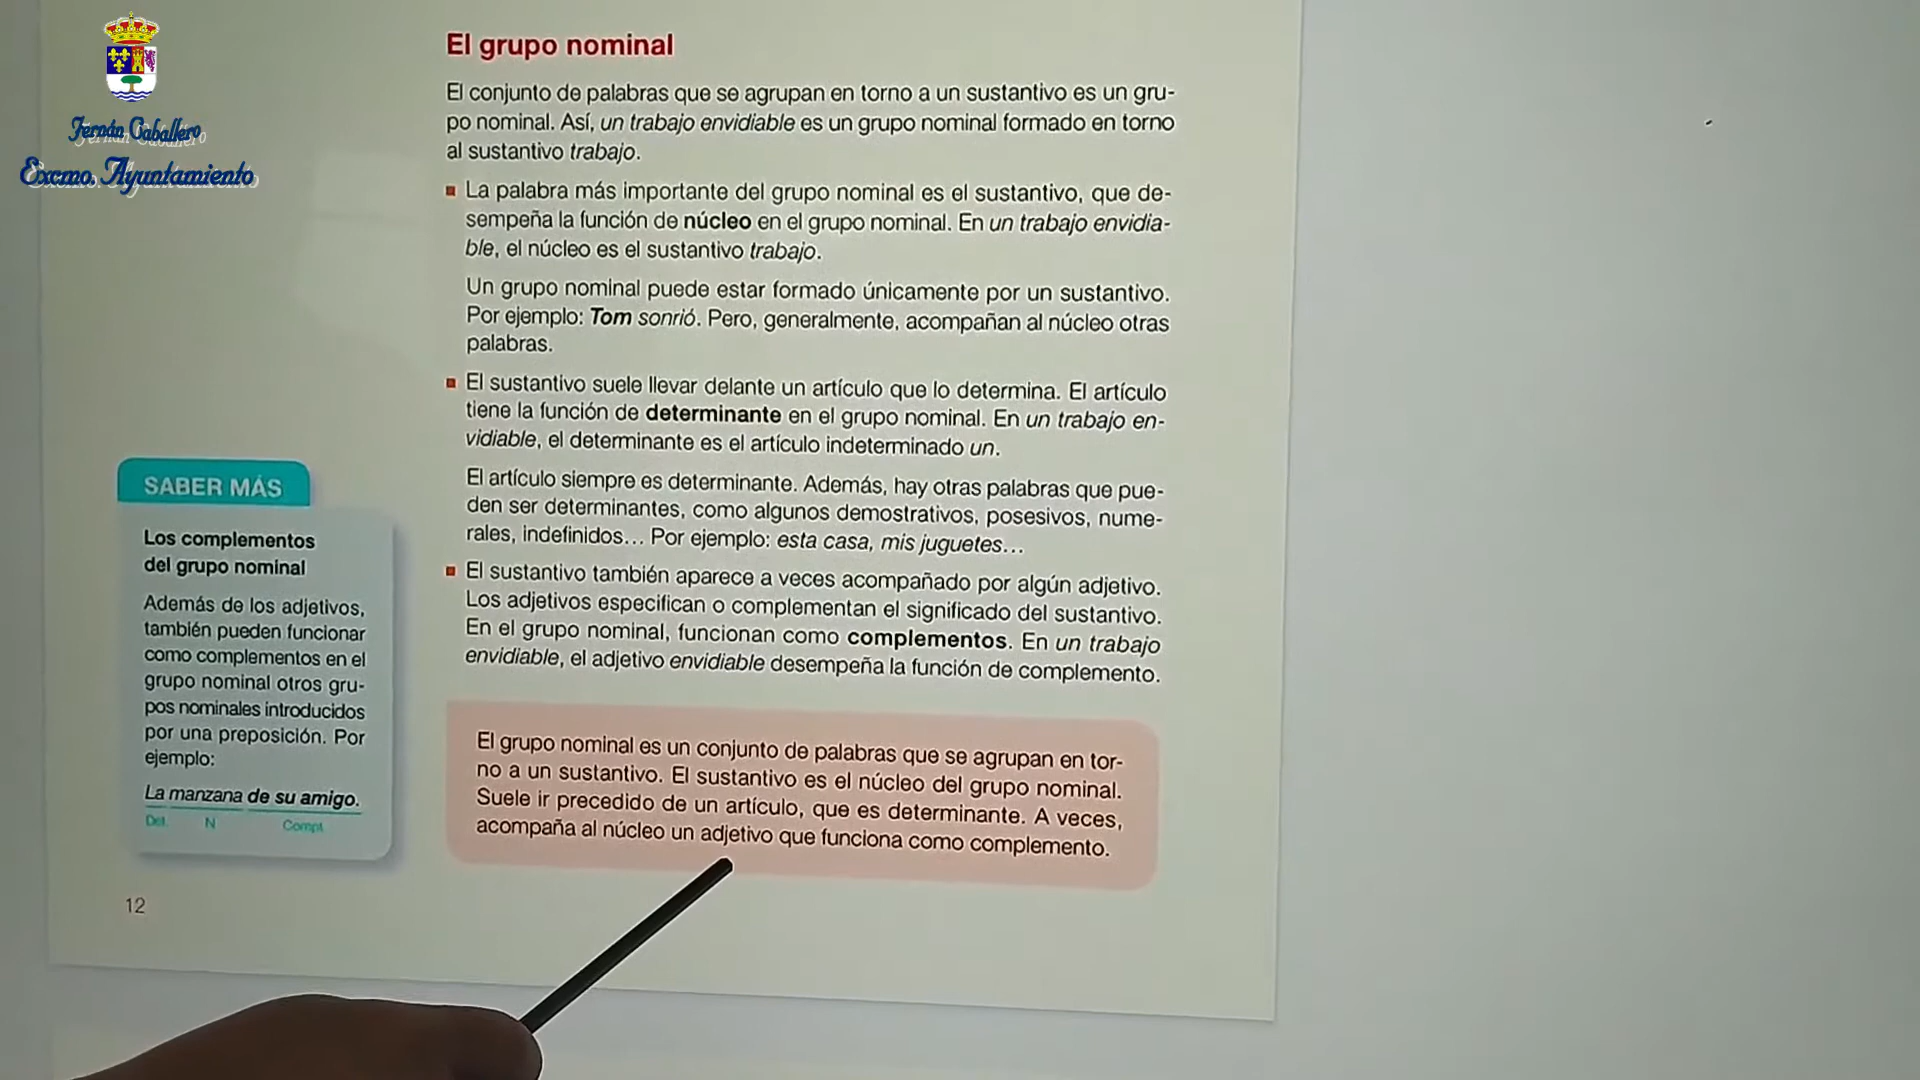 Fernán Caballero
Excmo. Ayuntamiento
El grupo nominal
El conjunto de palabras que se agrupan en torno a un sustantivo es un gru-
po nominal. Así, un trabajo envidiable es un grupo nominal formado en torno
al sustantivo trabajo.
La palabra más importante del grupo nominal es el sustantivo, que de-
sempeña la función de núcleo en el grupo nominal. En un trabajo envidia-
ble, el núcleo es el sustantivo trabajo.
Un grupo nominal puede estar formado únicamente por un sustantivo.
Por ejemplo: Tom sonrió. Pero, generalmente, acompañan al núcleo otras
palabras.
El sustantivo suele llevar delante un artículo que lo determina. El artículo
tiene la función de determinante en el grupo nominal. En un trabajo en-
vidiable, el determinante es el artículo indeterminado un.
El artículo siempre es determinante. Además, hay otras palabras que pue-
den ser determinantes, como algunos demostrativos, posesivos, nume-
rales, indefinidos... Por ejemplo: esta casa, mis juguetes...
El sustantivo también aparece a veces acompañado por algún adjetivo.
Los adjetivos especifican o complementan el significado del sustantivo.
En el grupo nominal, funcionan como complementos. En un trabajo
envidiable, el adjetivo envidiable desempeña la función de complemento.
El grupo nominal es un conjunto de palabras que se agrupan en tor-
no a un sustantivo. El sustantivo es el núcleo del grupo nominal.
Suele ir precedido de un artículo, que es determinante. A veces,
acompaña al núcleo un adjetivo que funciona como complemento.
SABER MÁS
Los complementos
del grupo nominal
Además de los adjetivos,
también pueden funcionar
como complementos en el
grupo nominal otros gru-
pos nominales introducidos
por una preposición. Por
ejemplo:
La manzana de su amigo.
Det. N Compl.
12